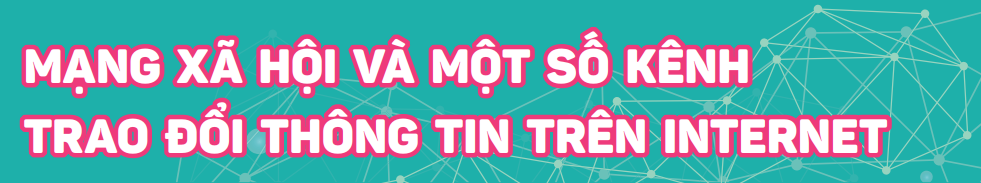 MẠNG XÃ HỘI VÀ MỘT SỐ KÊNH
TRAO ĐỔI THÔNG TIN TRÊN INTERNET